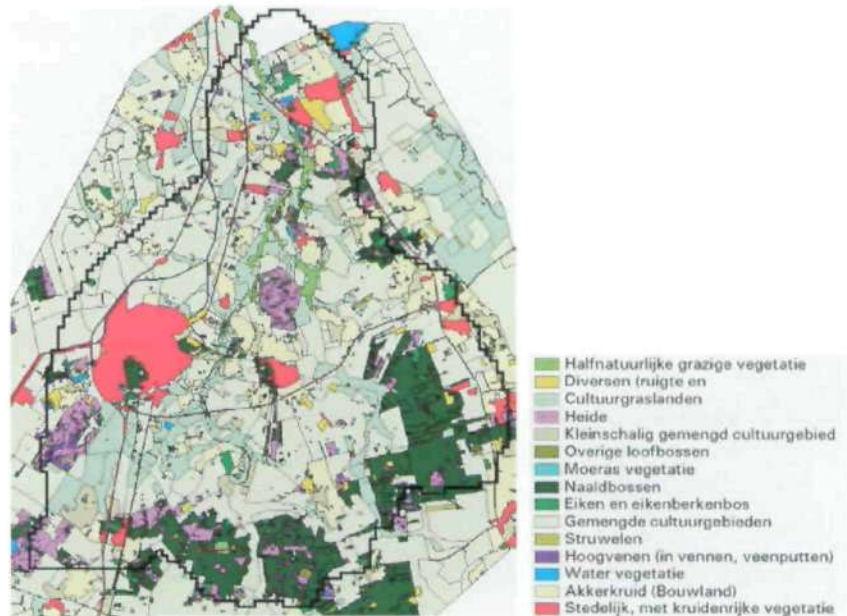 Halfnatuurlijke grazige vegetatie
Diversen (ruigte en
Cultuurgraslanden
Heide
Kleinschalig gemengd cultuurgebied
Overige loofbossen
Moeras vegetatie
Naaldbossen
Eiken en eikenberkenbos
Gemengde cultuurgebieden
Struwelen
Hoogvenen (in vennen, veenputten)
Water vegetatie
Akkerkruid (Bouwland)
Stedelijk, met kruidenrijke vegetatie